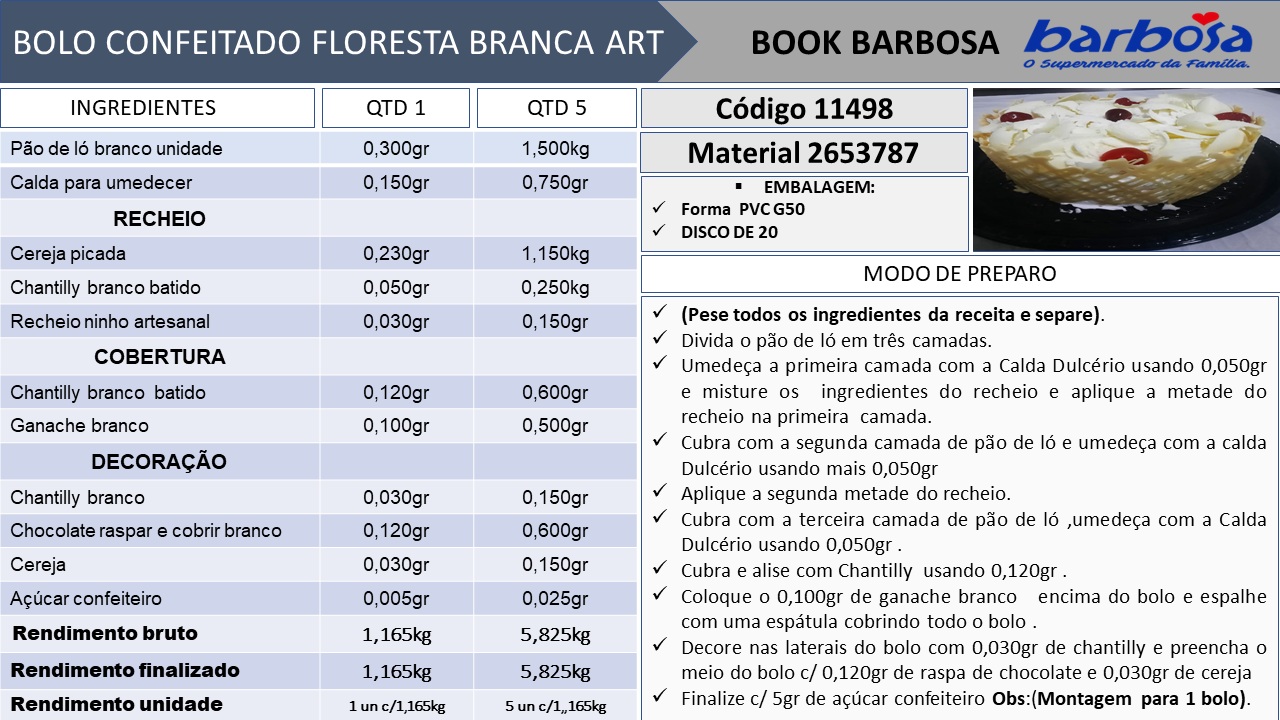 BOLO CONFEITADO FLORESTA BRANCA ART
BOOK BARBOSA
barbosa
O Supermercado da Família.
INGREDIENTES QTD 1 QTD 5
Pão de ló branco unidade 0,300gr 1,500kg
Calda para umedecer 0,150gr 0,750gr
RECHEIO
Cereja picada 0,230gr 1,150kg
Chantilly branco batido 0,050gr 0,250kg
Recheio ninho artesanal 0,030gr 0,150gr
COBERTURA
Chantilly branco batido 0,120gr 0,600gr
Ganache branco 0,100gr 0,500gr
DECORAÇÃO
Chantilly branco 0,030gr 0,150gr
Chocolate raspar e cobrir branco 0,120gr 0,600gr
Cereja 0,030gr 0,150gr
Açúcar confeiteiro 0,005gr 0,025gr
Rendimento bruto 1,165kg 5,825kg
Rendimento finalizado 1,165kg 5,825kg
Rendimento unidade 1 un c/1,165kg 5 un c/1,,165kg
Código 11498
Material 2653787
▪ EMBALAGEM:
✓ Forma PVC G50
✓ DISCO DE 20
MODO DE PREPARO
✓ (Pese todos os ingredientes da receita e separe).
✓ Divida o pão de ló em três camadas.
✓ Umedeça a primeira camada com a Calda Dulcério usando 0,050gr
e misture os ingredientes do recheio e aplique a metade do
recheio na primeira camada.
✓ Cubra com a segunda camada de pão de ló e umedeça com a calda
Dulcério usando mais 0,050gr
✓ Aplique a segunda metade do recheio.
✓ Cubra com a terceira camada de pão de ló ,umedeça com a Calda
Dulcério usando 0,050gr .
✓ Cubra e alise com Chantilly usando 0,120gr .
✓ Coloque o 0,100gr de ganache branco encima do bolo e espalhe
com uma espátula cobrindo todo o bolo .
✓ Decore nas laterais do bolo com 0,030gr de chantilly e preencha o
meio do bolo c/ 0,120gr de raspa de chocolate e 0,030gr de cereja
✓ Finalize c/ 5gr de açúcar confeiteiro Obs:(Montagem para 1 bolo).